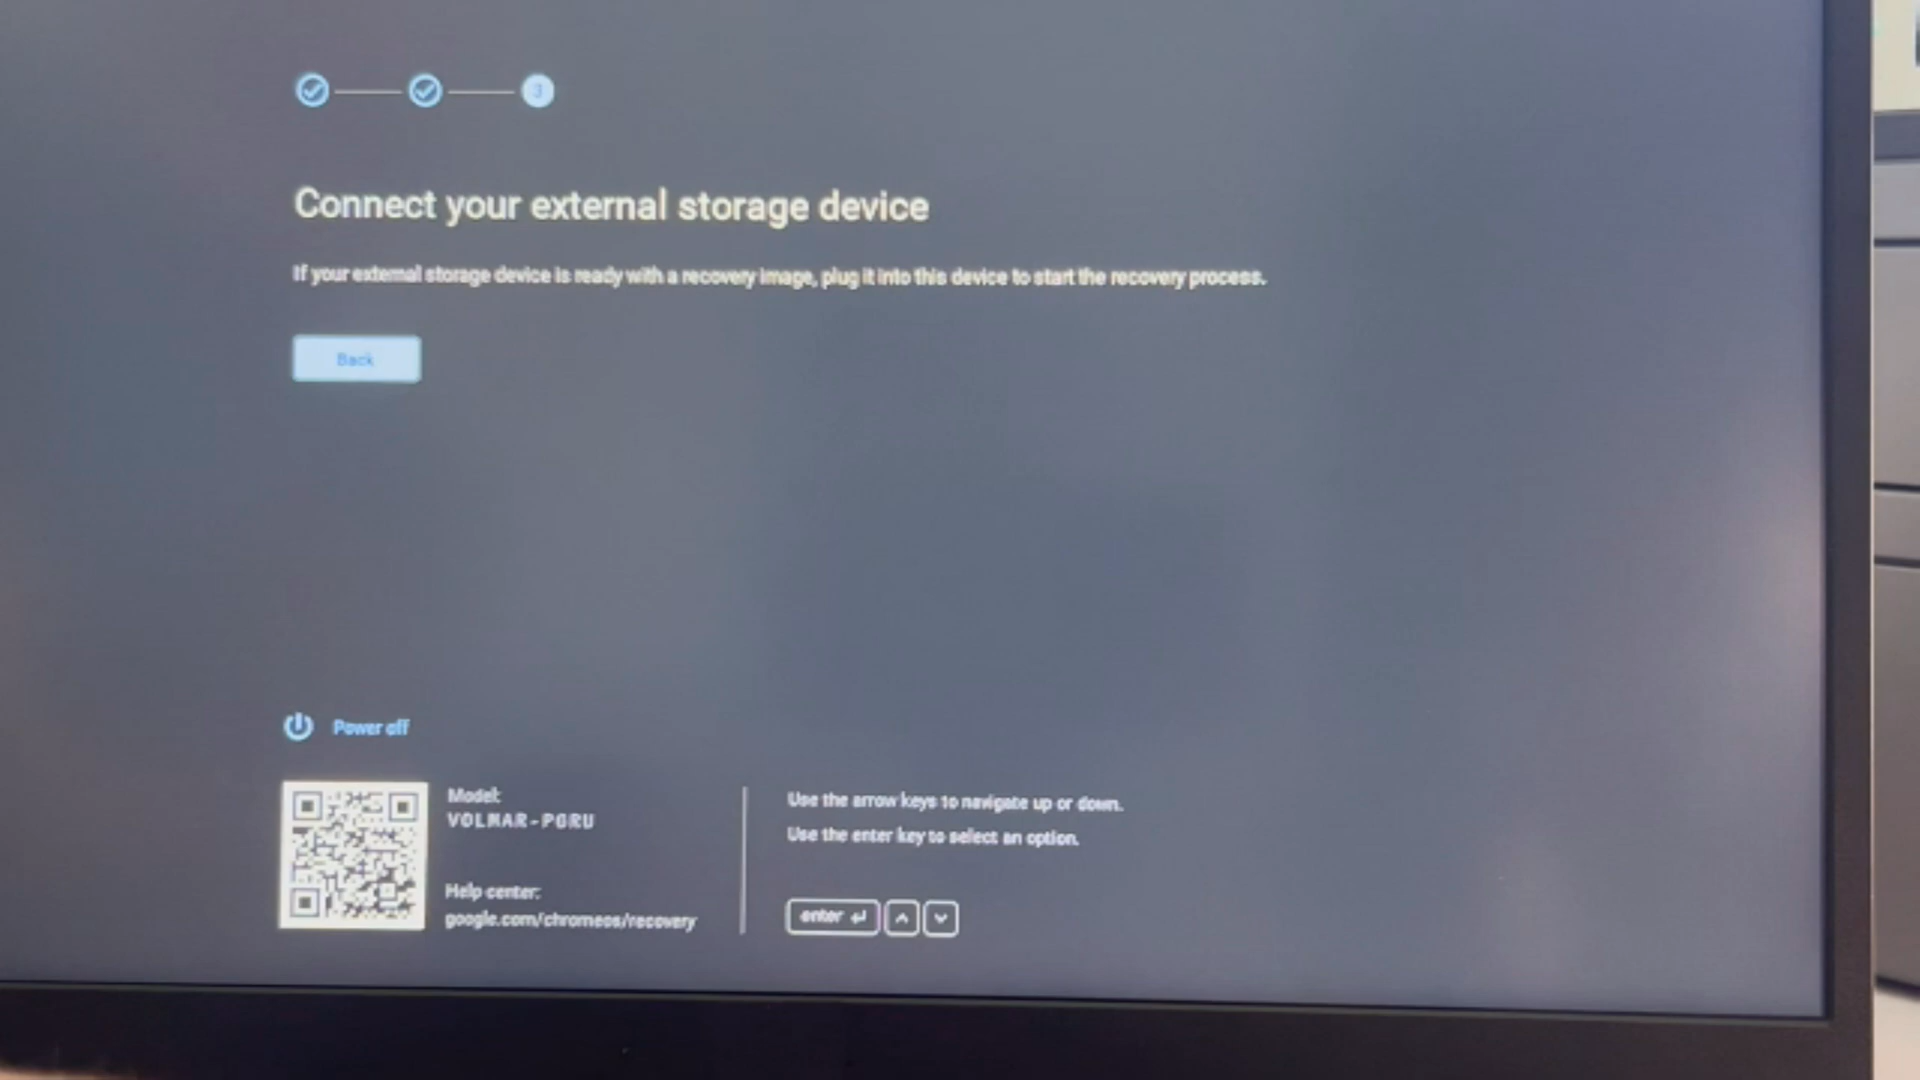 3
Connect your external storage device
If your external storage device is ready with a recovery image, plug it into this device to start the recovery process.
Back
Power off
Model:
VOLMAR-PGRU
Help center:
google.com/chromeos/recovery
Use the arrow keys to navigate up or down.
Use the enter key to select an option.
enter